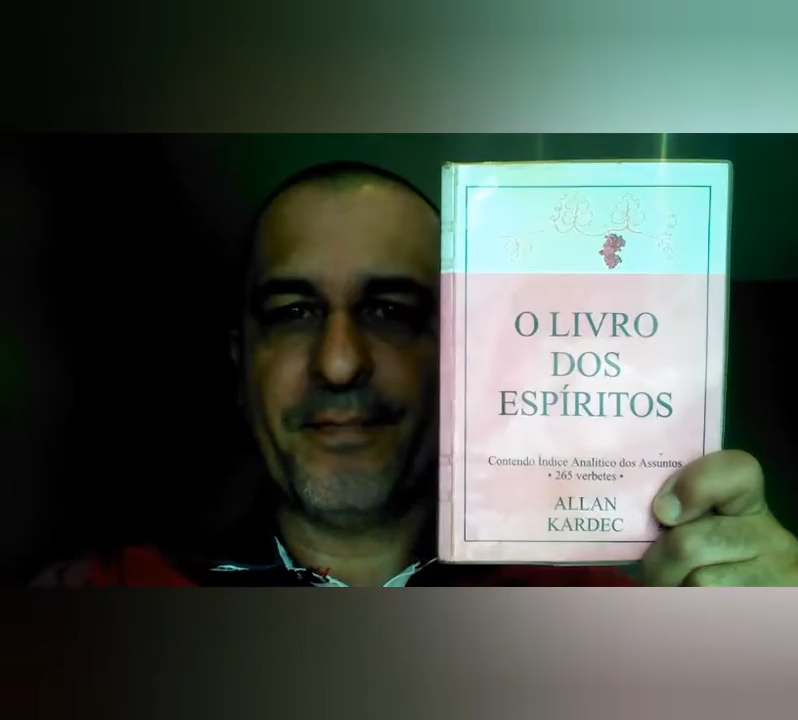 O LIVRO
DOS
ESPÍRITOS
Contendo Índice Analítico dos Assuntos
• 265 verbetes •
ALLAN
KARDEC